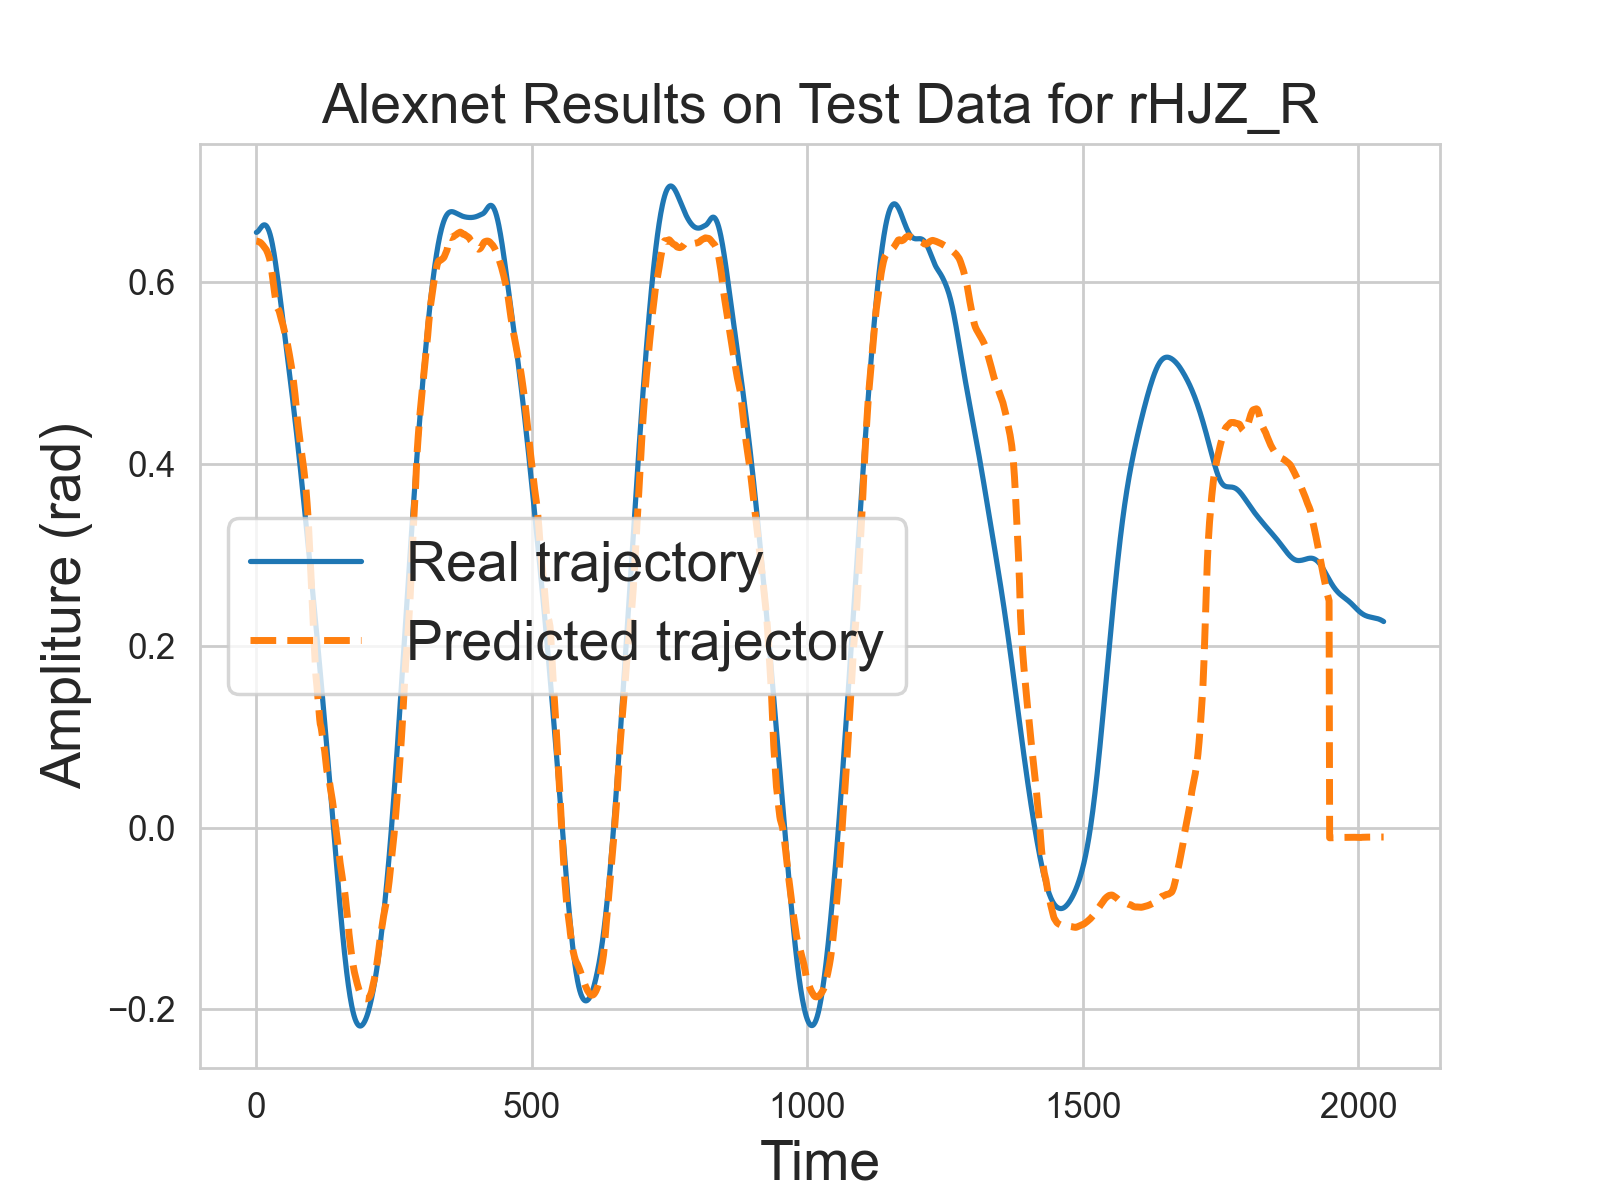 Alexnet Results on Test Data for rHJZ_R
Ampliture (rad)
0.6
0.4
0.2
0.0
−0.2
Real trajectory
Predicted trajectory
0 500 1000 1500 2000
Time